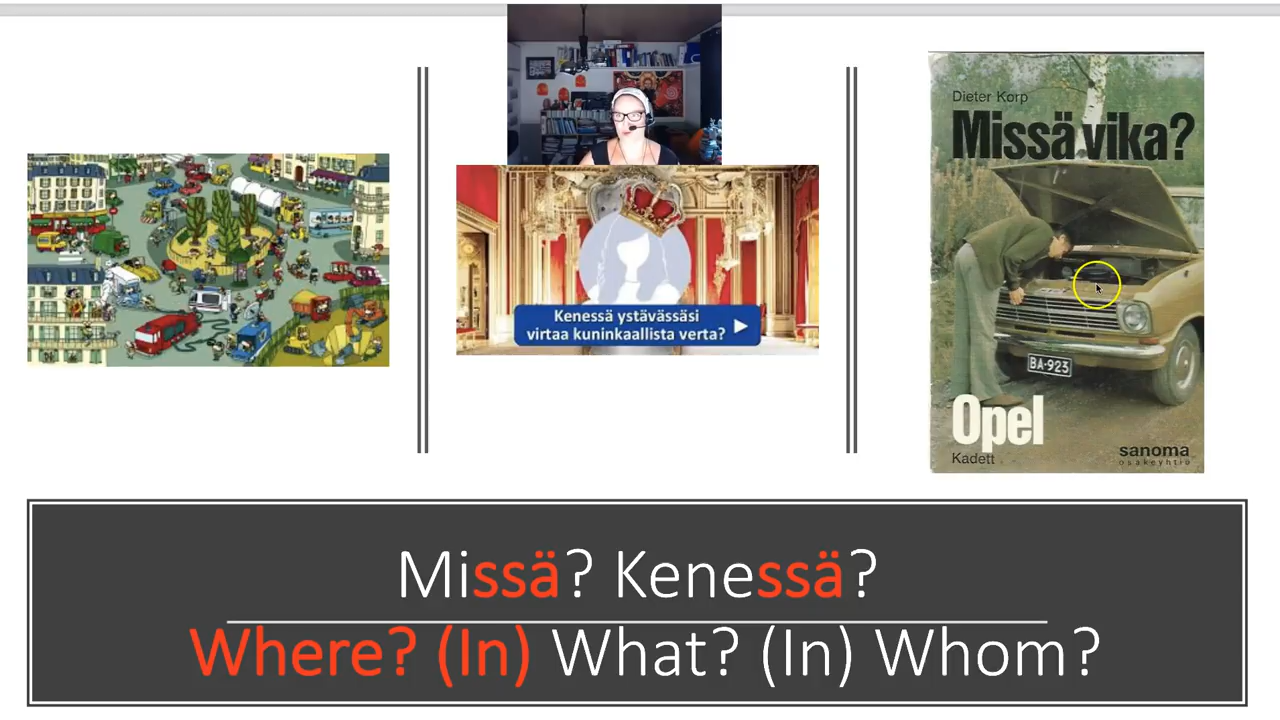 Kenessä ystävässäsi
virtaa kuninkaallista verta?
Dieter Korp
Missä vika?
BA-923
Opel
Kadett
sanoma
osakeyhtiö
Missä? Kenessä?
Where? (In) What? (In) Whom?